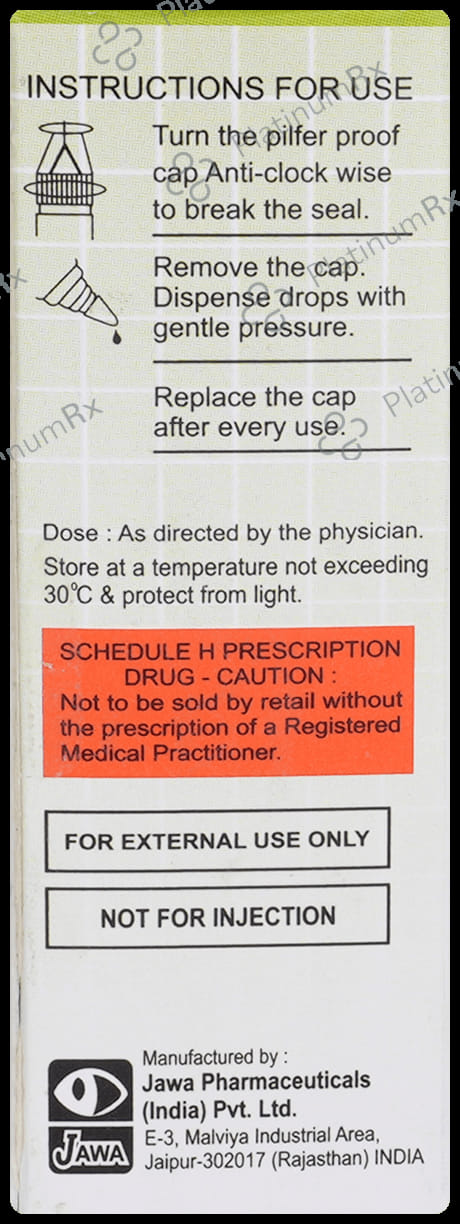 INSTRUCTIONS FOR USE
Turn the pilfer proof
cap Anti-clock wise
to break the seal.
Remove the cap.
Dispense drops with
gentle pressure.
Replace the cap
after every use.
Dose : As directed by the physician.
Store at a temperature not exceeding
30°C & protect from light.
SCHEDULE H PRESCRIPTION
DRUG - CAUTION :
Not to be sold by retail without
the prescription of a Registered
Medical Practitioner.
FOR EXTERNAL USE ONLY
NOT FOR INJECTION
Manufactured by :
Jawa Pharmaceuticals
(India) Pvt. Ltd.
E-3, Malviya Industrial Area,
Jaipur-302017 (Rajasthan) INDIA
JAWA
PlatinumRx
PlatinumRx